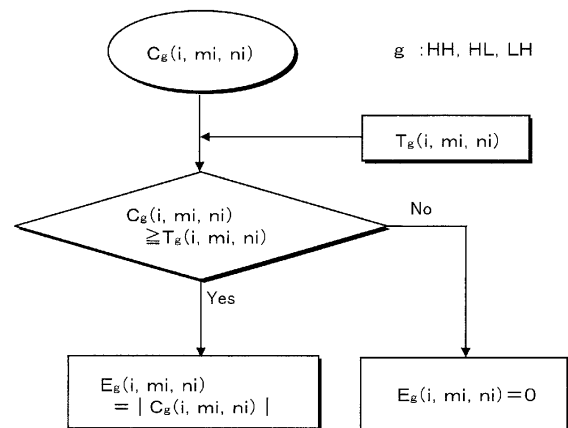 Cg(i, mi, ni)
g :HH, HL, LH
Tg(i, mi, ni)
Cg(i, mi, ni)
≧Tg(i, mi, ni)
No
Yes
Eg(i, mi, ni)
=| Cg(i, mi, ni) |
Eg(i, mi, ni)=0